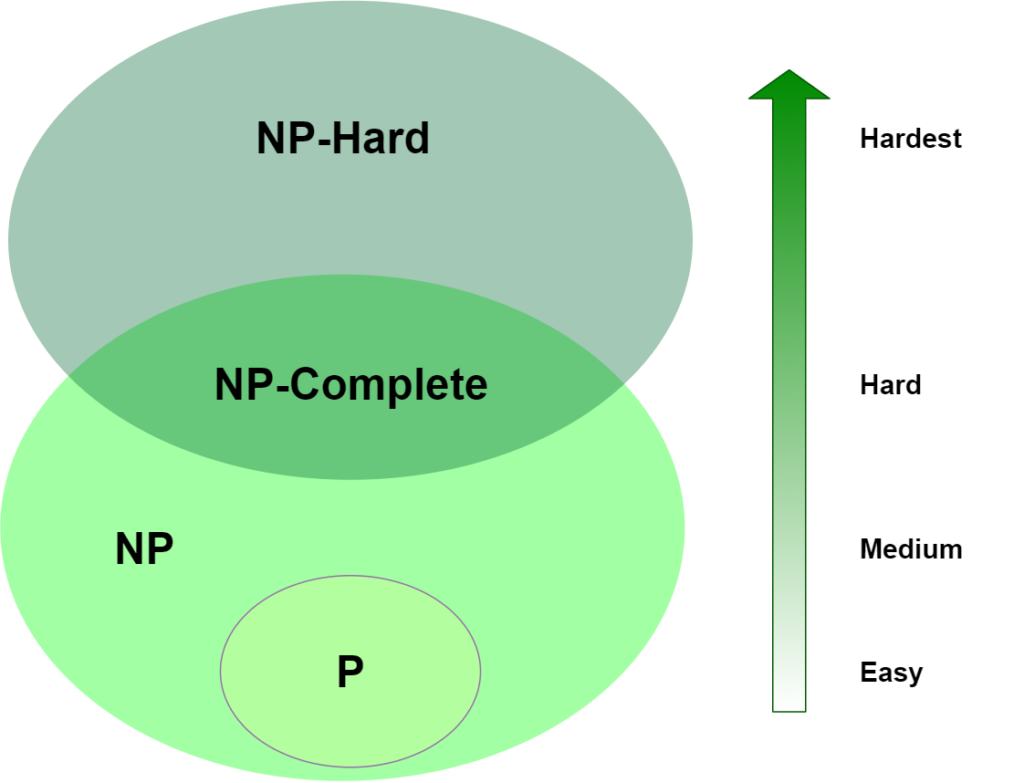 NP-Hard
Hardest
NP-Complete
Hard
NP
Medium
P
Easy